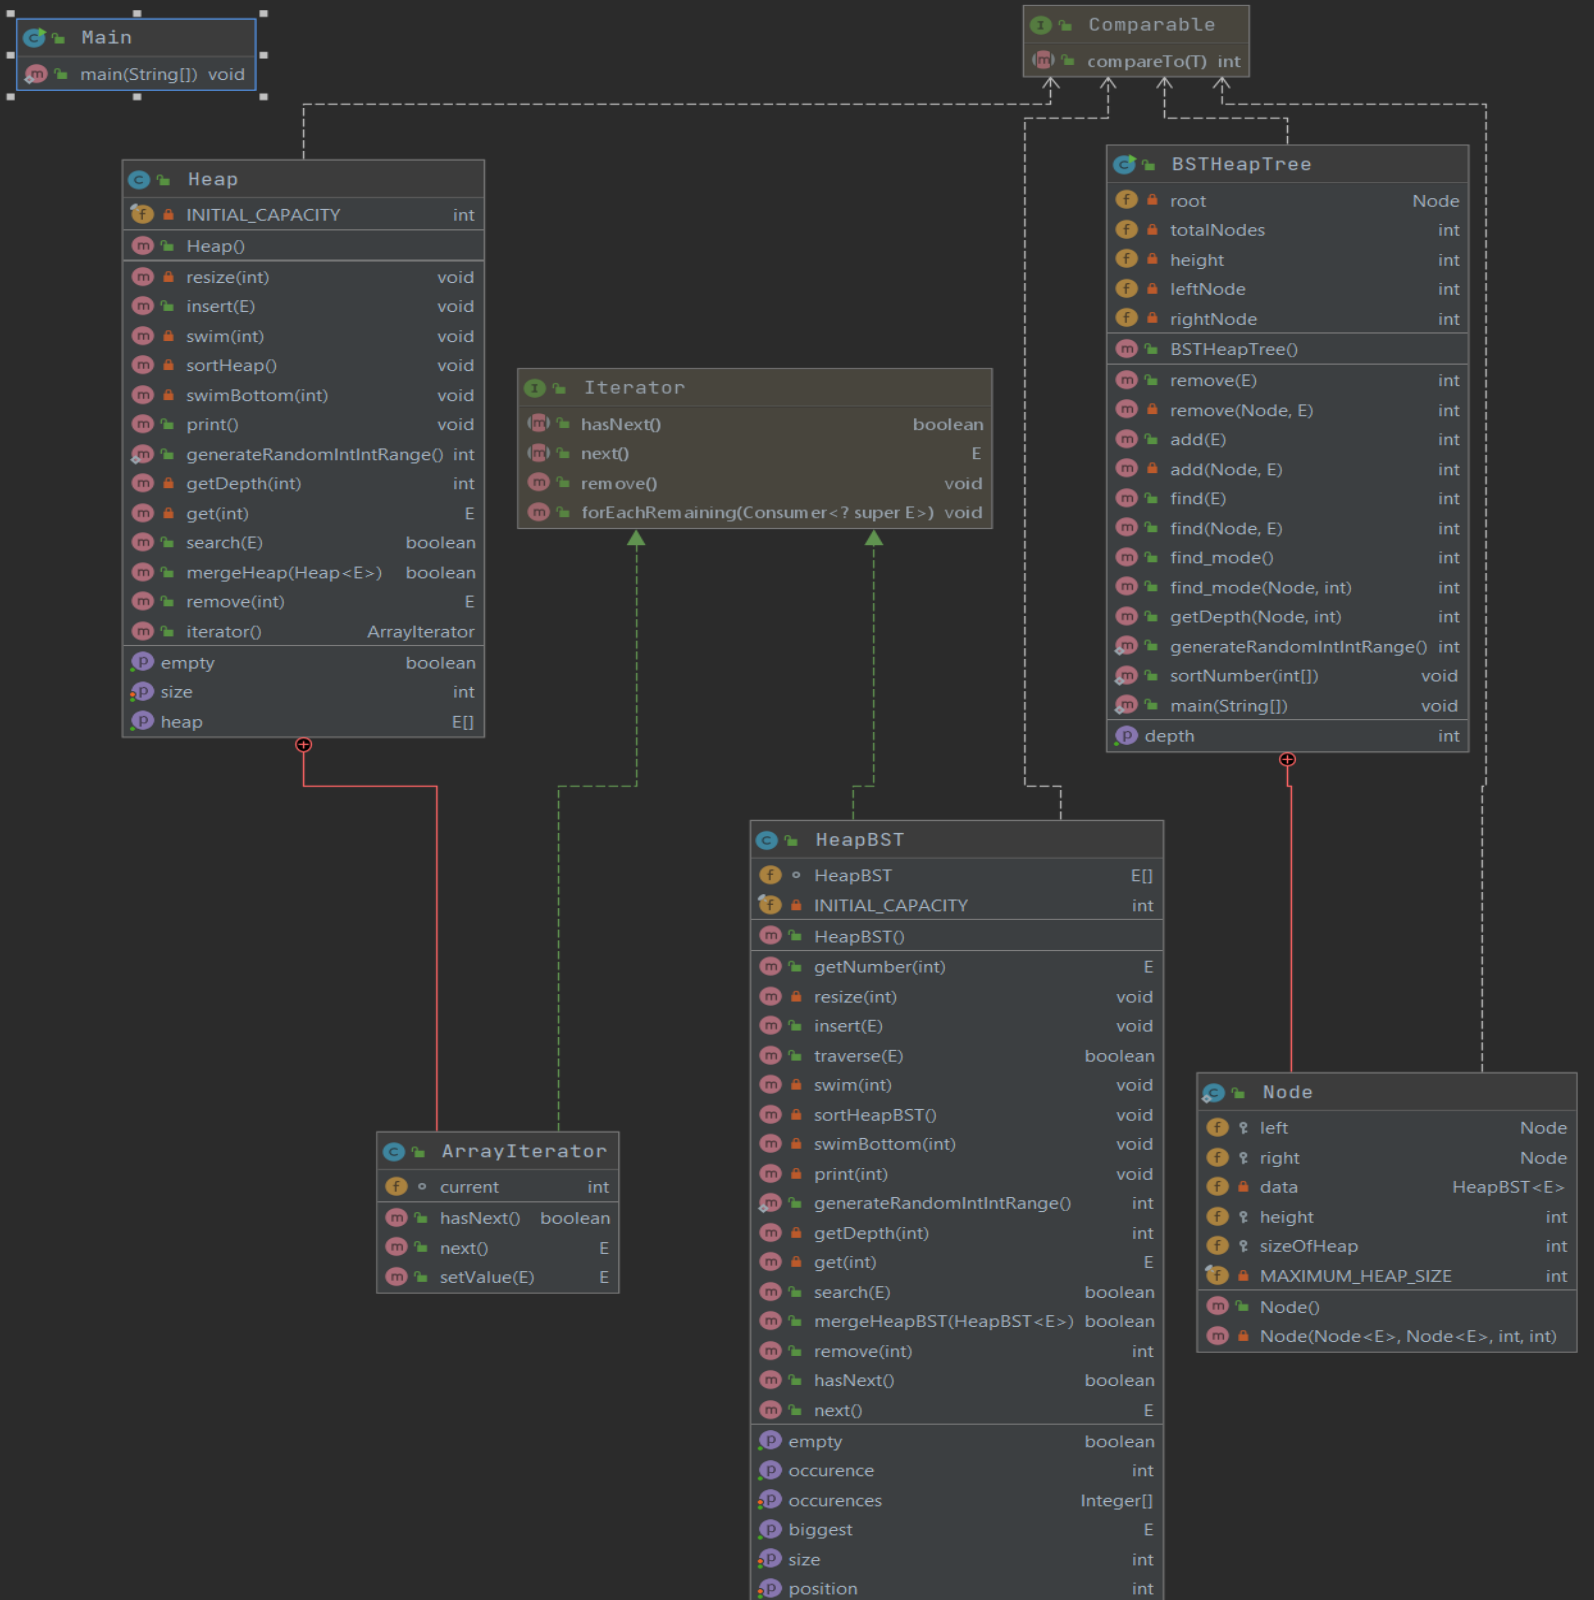 Main
main(String[]) void
Comparable
compareTo(T) int
Heap
INITIAL_CAPACITY int
Heap()
resize(int) void
insert(E) void
swim(int) void
sortHeap() void
swimBottom(int) void
print() void
generateRandomIntIntRange() int
getDepth(int) int
get(int) E
search(E) boolean
mergeHeap(Heap<E>) boolean
remove(int) E
iterator() ArrayIterator
empty boolean
size int
heap E[]
Iterator
hasNext() boolean
next() E
remove() void
forEachRemaining(Consumer<? super E>) void
BSTHeapTree
root Node
totalNodes int
height int
leftNode int
rightNode int
BSTHeapTree()
remove(E) int
remove(Node, E) int
add(E) int
add(Node, E) int
find(E) int
find(Node, E) int
find_mode() int
find_mode(Node, int) int
getDepth(Node, int) int
generateRandomIntIntRange() int
sortNumber(int[]) void
main(String[]) void
depth int
ArrayIterator
current int
hasNext() boolean
next() E
setValue(E) E
HeapBST
HeapBST E[]
INITIAL_CAPACITY int
HeapBST()
getNumber(int) E
resize(int) void
insert(E) void
traverse(E) boolean
swim(int) void
sortHeapBST() void
swimBottom(int) void
print(int) void
generateRandomIntIntRange() int
getDepth(int) int
get(int) E
search(E) boolean
mergeHeapBST(HeapBST<E>) boolean
remove(int) int
hasNext() boolean
next() E
empty boolean
occurence int
occurences Integer[]
biggest E
size int
position int
Node
left Node
right Node
data HeapBST<E>
height int
sizeOfHeap int
MAXIMUM_HEAP_SIZE int
Node()
Node(Node<E>, Node<E>, int, int)